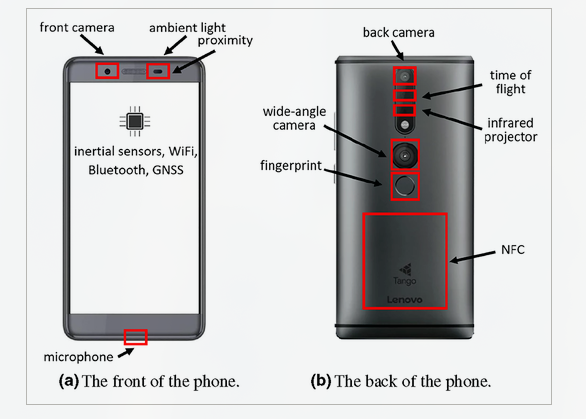 front camera
ambient light
proximity
inertial sensors, WiFi,
Bluetooth, GNSS
microphone
(a) The front of the phone.
back camera
time of
flight
infrared
projector
wide-angle
camera
fingerprint
NFC
Tango
Lenovo
(b) The back of the phone.